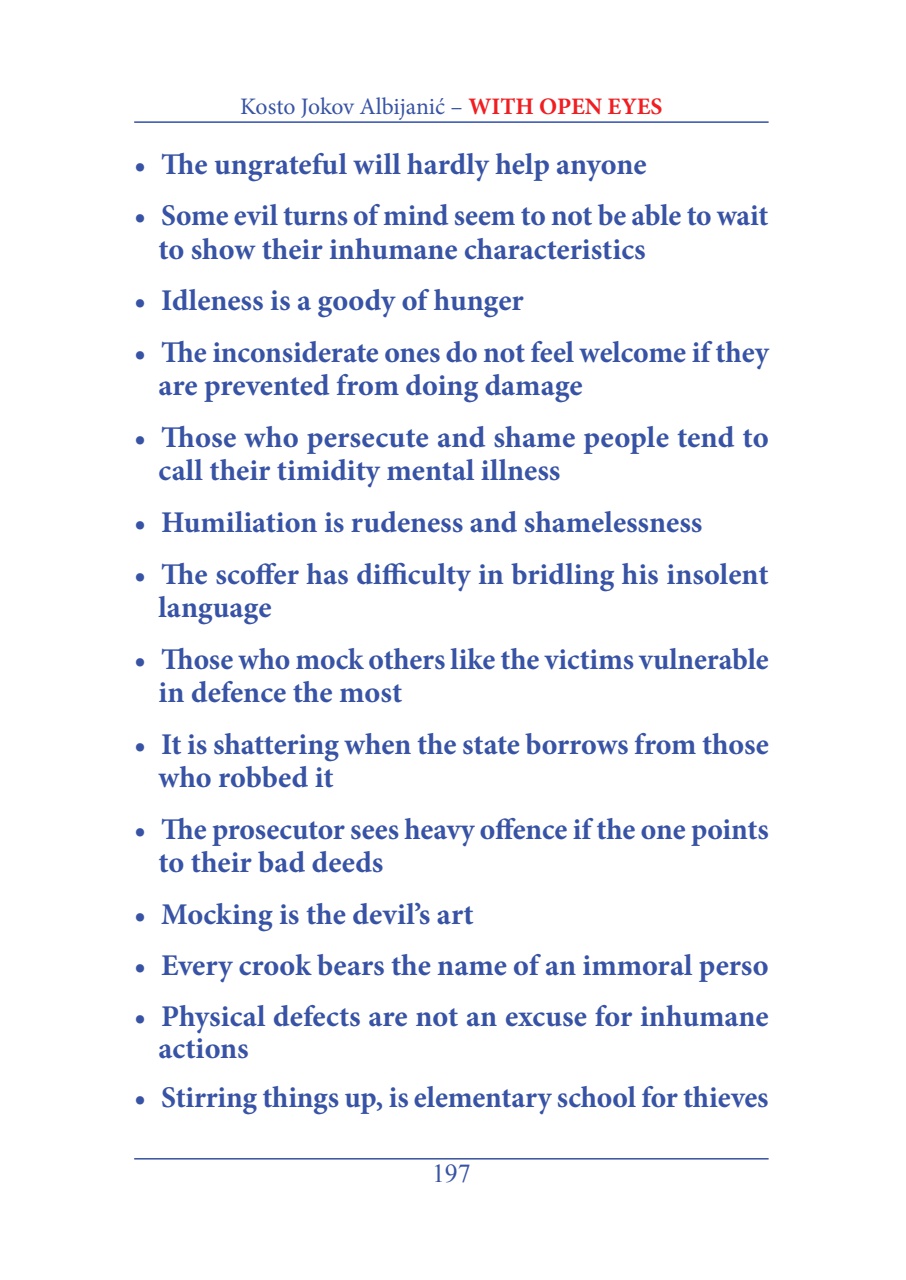 Kosto Jokov Albijanić – WITH OPEN EYES
• The ungrateful will hardly help anyone
• Some evil turns of mind seem to not be able to wait
to show their inhumane characteristics
• Idleness is a goody of hunger
• The inconsiderate ones do not feel welcome if they
are prevented from doing damage
• Those who persecute and shame people tend to
call their timidity mental illness
• Humiliation is rudeness and shamelessness
• The scoffer has difficulty in bridling his insolent
language
• Those who mock others like the victims vulnerable
in defence the most
• It is shattering when the state borrows from those
who robbed it
• The prosecutor sees heavy offence if the one points
to their bad deeds
• Mocking is the devil’s art
• Every crook bears the name of an immoral perso
• Physical defects are not an excuse for inhumane
actions
• Stirring things up, is elementary school for thieves
197